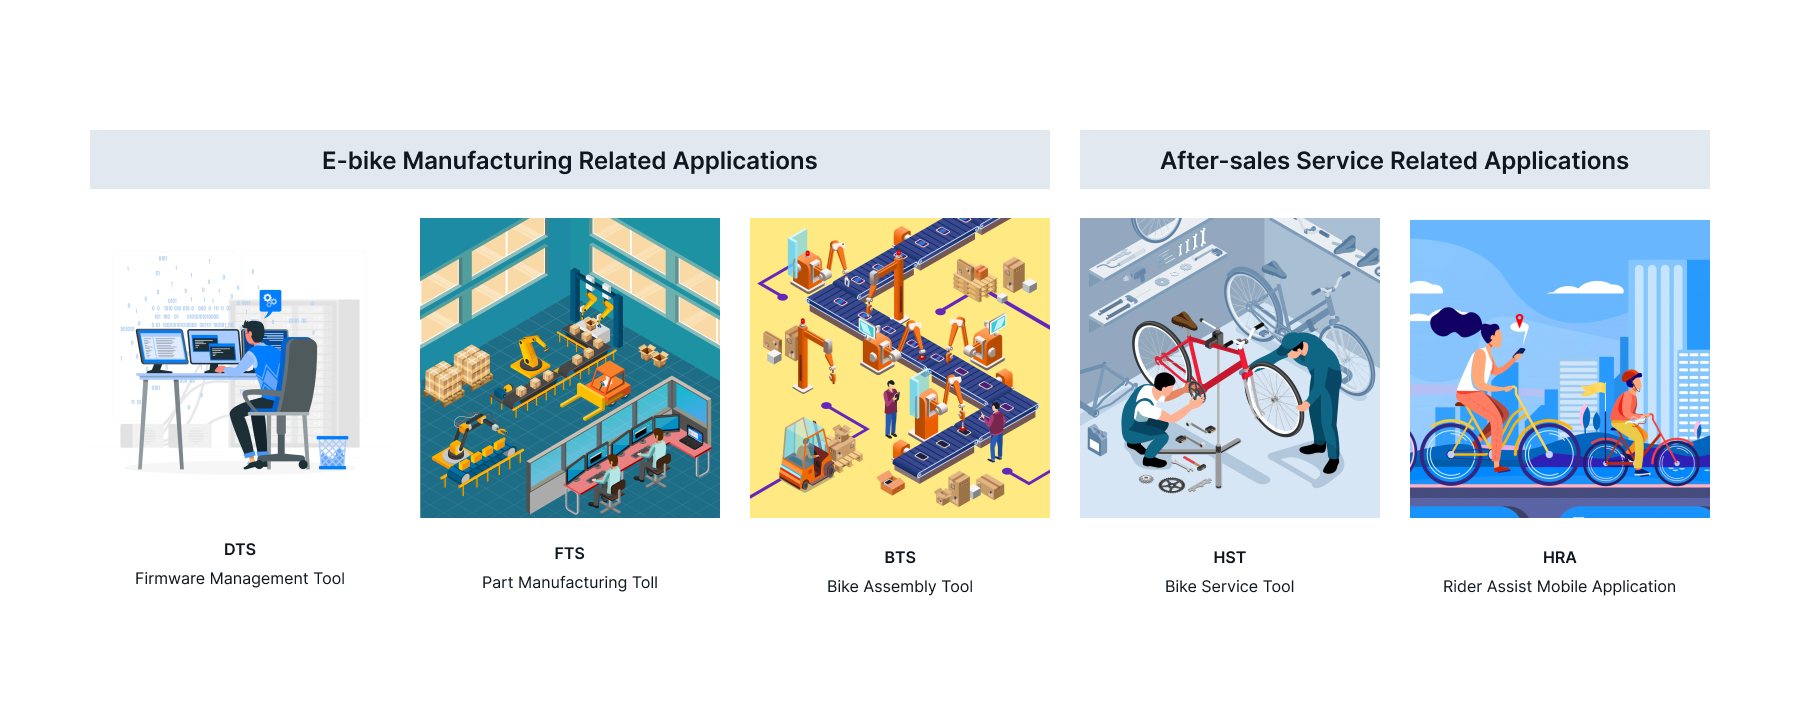 E-bike Manufacturing Related Applications
After-sales Service Related Applications
DTS
Firmware Management Tool
FTS
Part Manufacturing Toll
BTS
Bike Assembly Tool
HST
Bike Service Tool
HRA
Rider Assist Mobile Application